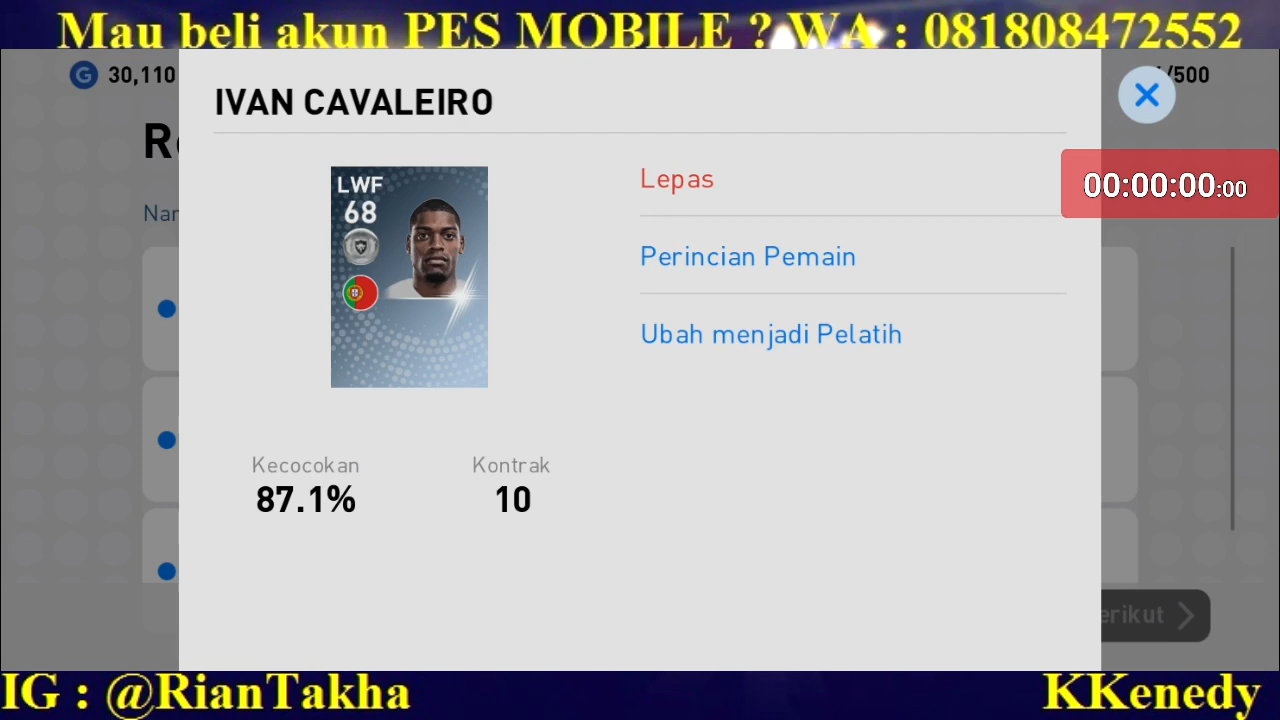 Mau beli akun PES MOBILE ? WA : 081808472552
G 30,110
/500
IVAN CAVALEIRO
LWF
68
Lepas
00:00:00:00
Perincian Pemain
Ubah menjadi Pelatih
Kecocokan
87.1%
Kontrak
10
IG : @RianTakha
KKenedy